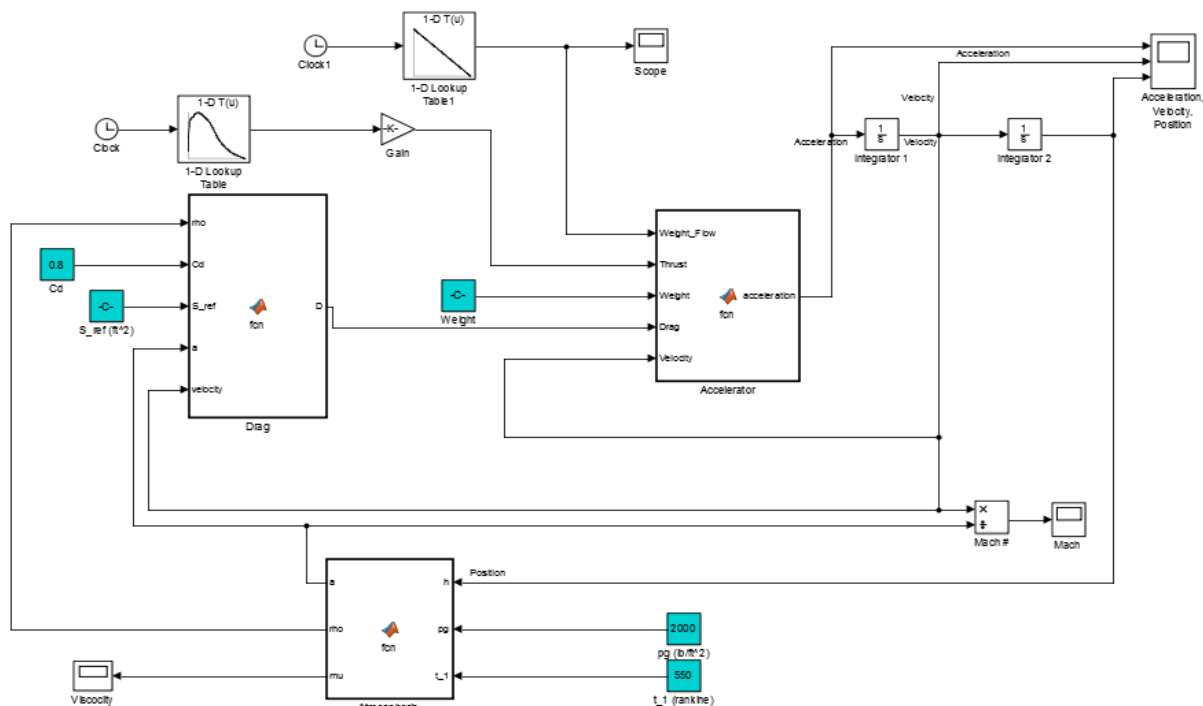 1-D T(u)
Clock1
1-D Lookup
Table1
Scope
Acceleration
Acceleration,
Velocity,
Position
1-D T(u)
Clock
1-D Lookup
Table
-K-
Gain
Velocity
Acceleration
1
s
Integrator 1
Velocity
1
s
Integrator 2
rho
Cd
S_ref
a
velocity
fcn
D
Drag
0.8
Cd
-C-
S_ref (ft^2)
-C-
Weight
Weight_Flow
Thrust
Weight
Drag
Velocity
fcn
acceleration
Accelerator
×
÷
Mach #
Mach
Position
a
rho
mu
fcn
h
pg
t_1
2000
pg (lb/ft^2)
550
t_1 (rankine)
Viscocity